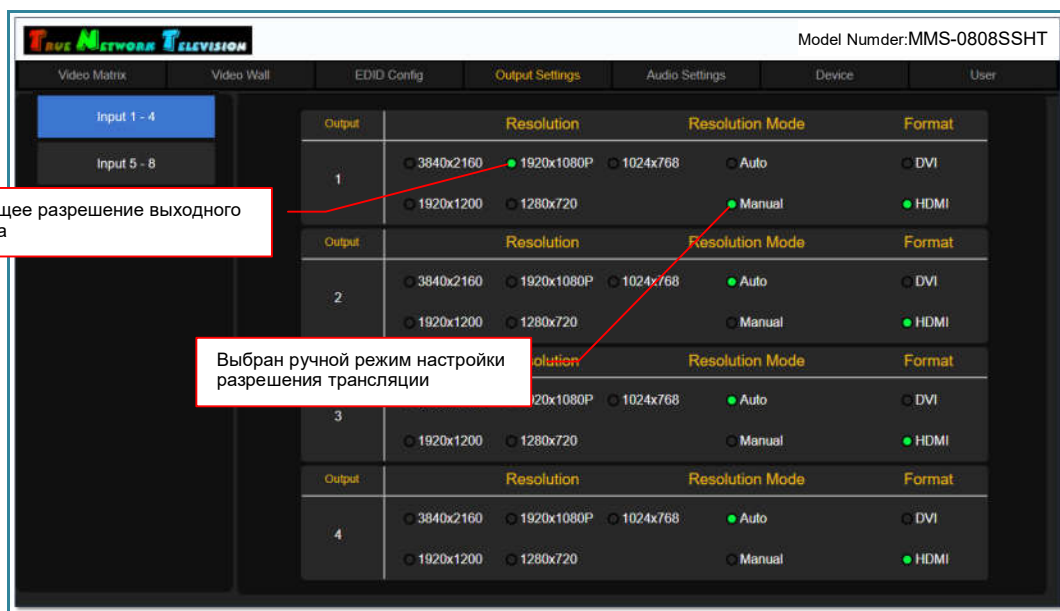 True Network Television
Model Numder:MMS-0808SSHT
Video Matrix Video Wall EDID Config Output Settings Audio Settings Device User
Input 1 - 4
Input 5 - 8
Output Resolution Resolution Mode Format
1
3840x2160 1920x1080P 1024x768 Auto DVI
1920x1200 1280x720 Manual HDMI
разрешение выходного
Output Resolution Resolution Mode Format
2
3840x2160 1920x1080P 1024x768 Auto DVI
1920x1200 1280x720 Manual HDMI
Выбран ручной режим настройки
разрешения трансляции
Resolution Mode Format
3
1024x768 Auto DVI
1920x1200 1280x720 Manual HDMI
Output Resolution Resolution Mode Format
4
3840x2160 1920x1080P 1024x768 Auto DVI
1920x1200 1280x720 Manual HDMI